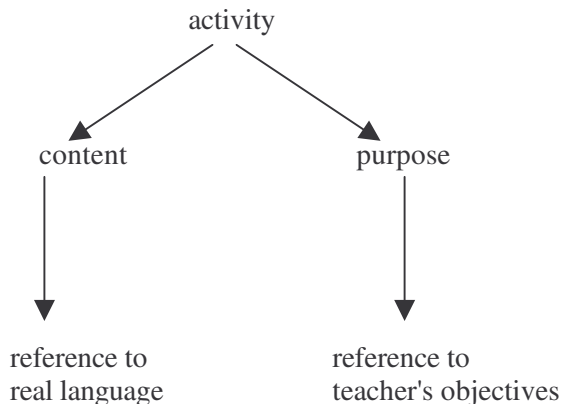 activity
content
purpose
reference to
real language
reference to
teacher's objectives